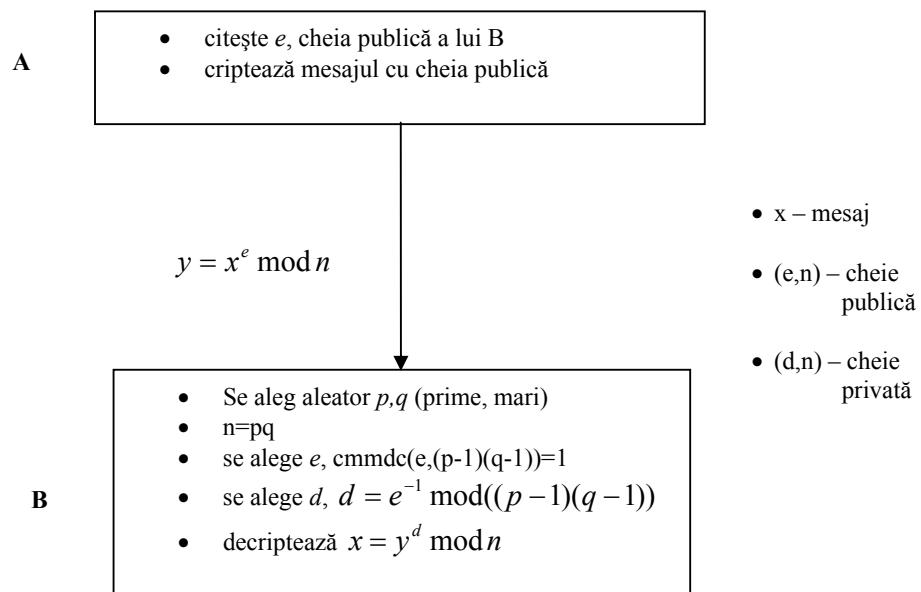 A
• citeşte e, cheia publică a lui B
• criptează mesajul cu cheia publică
y = x^e mod n
• x – mesaj
• (e,n) – cheie
publică
• (d,n) – cheie
privată
B
• Se aleg aleator p,q (prime, mari)
• n=pq
• se alege e, cmmdc(e,(p-1)(q-1))=1
• se alege d, d = e^{-1} mod((p − 1)(q − 1))
• decriptează x = y^d mod n